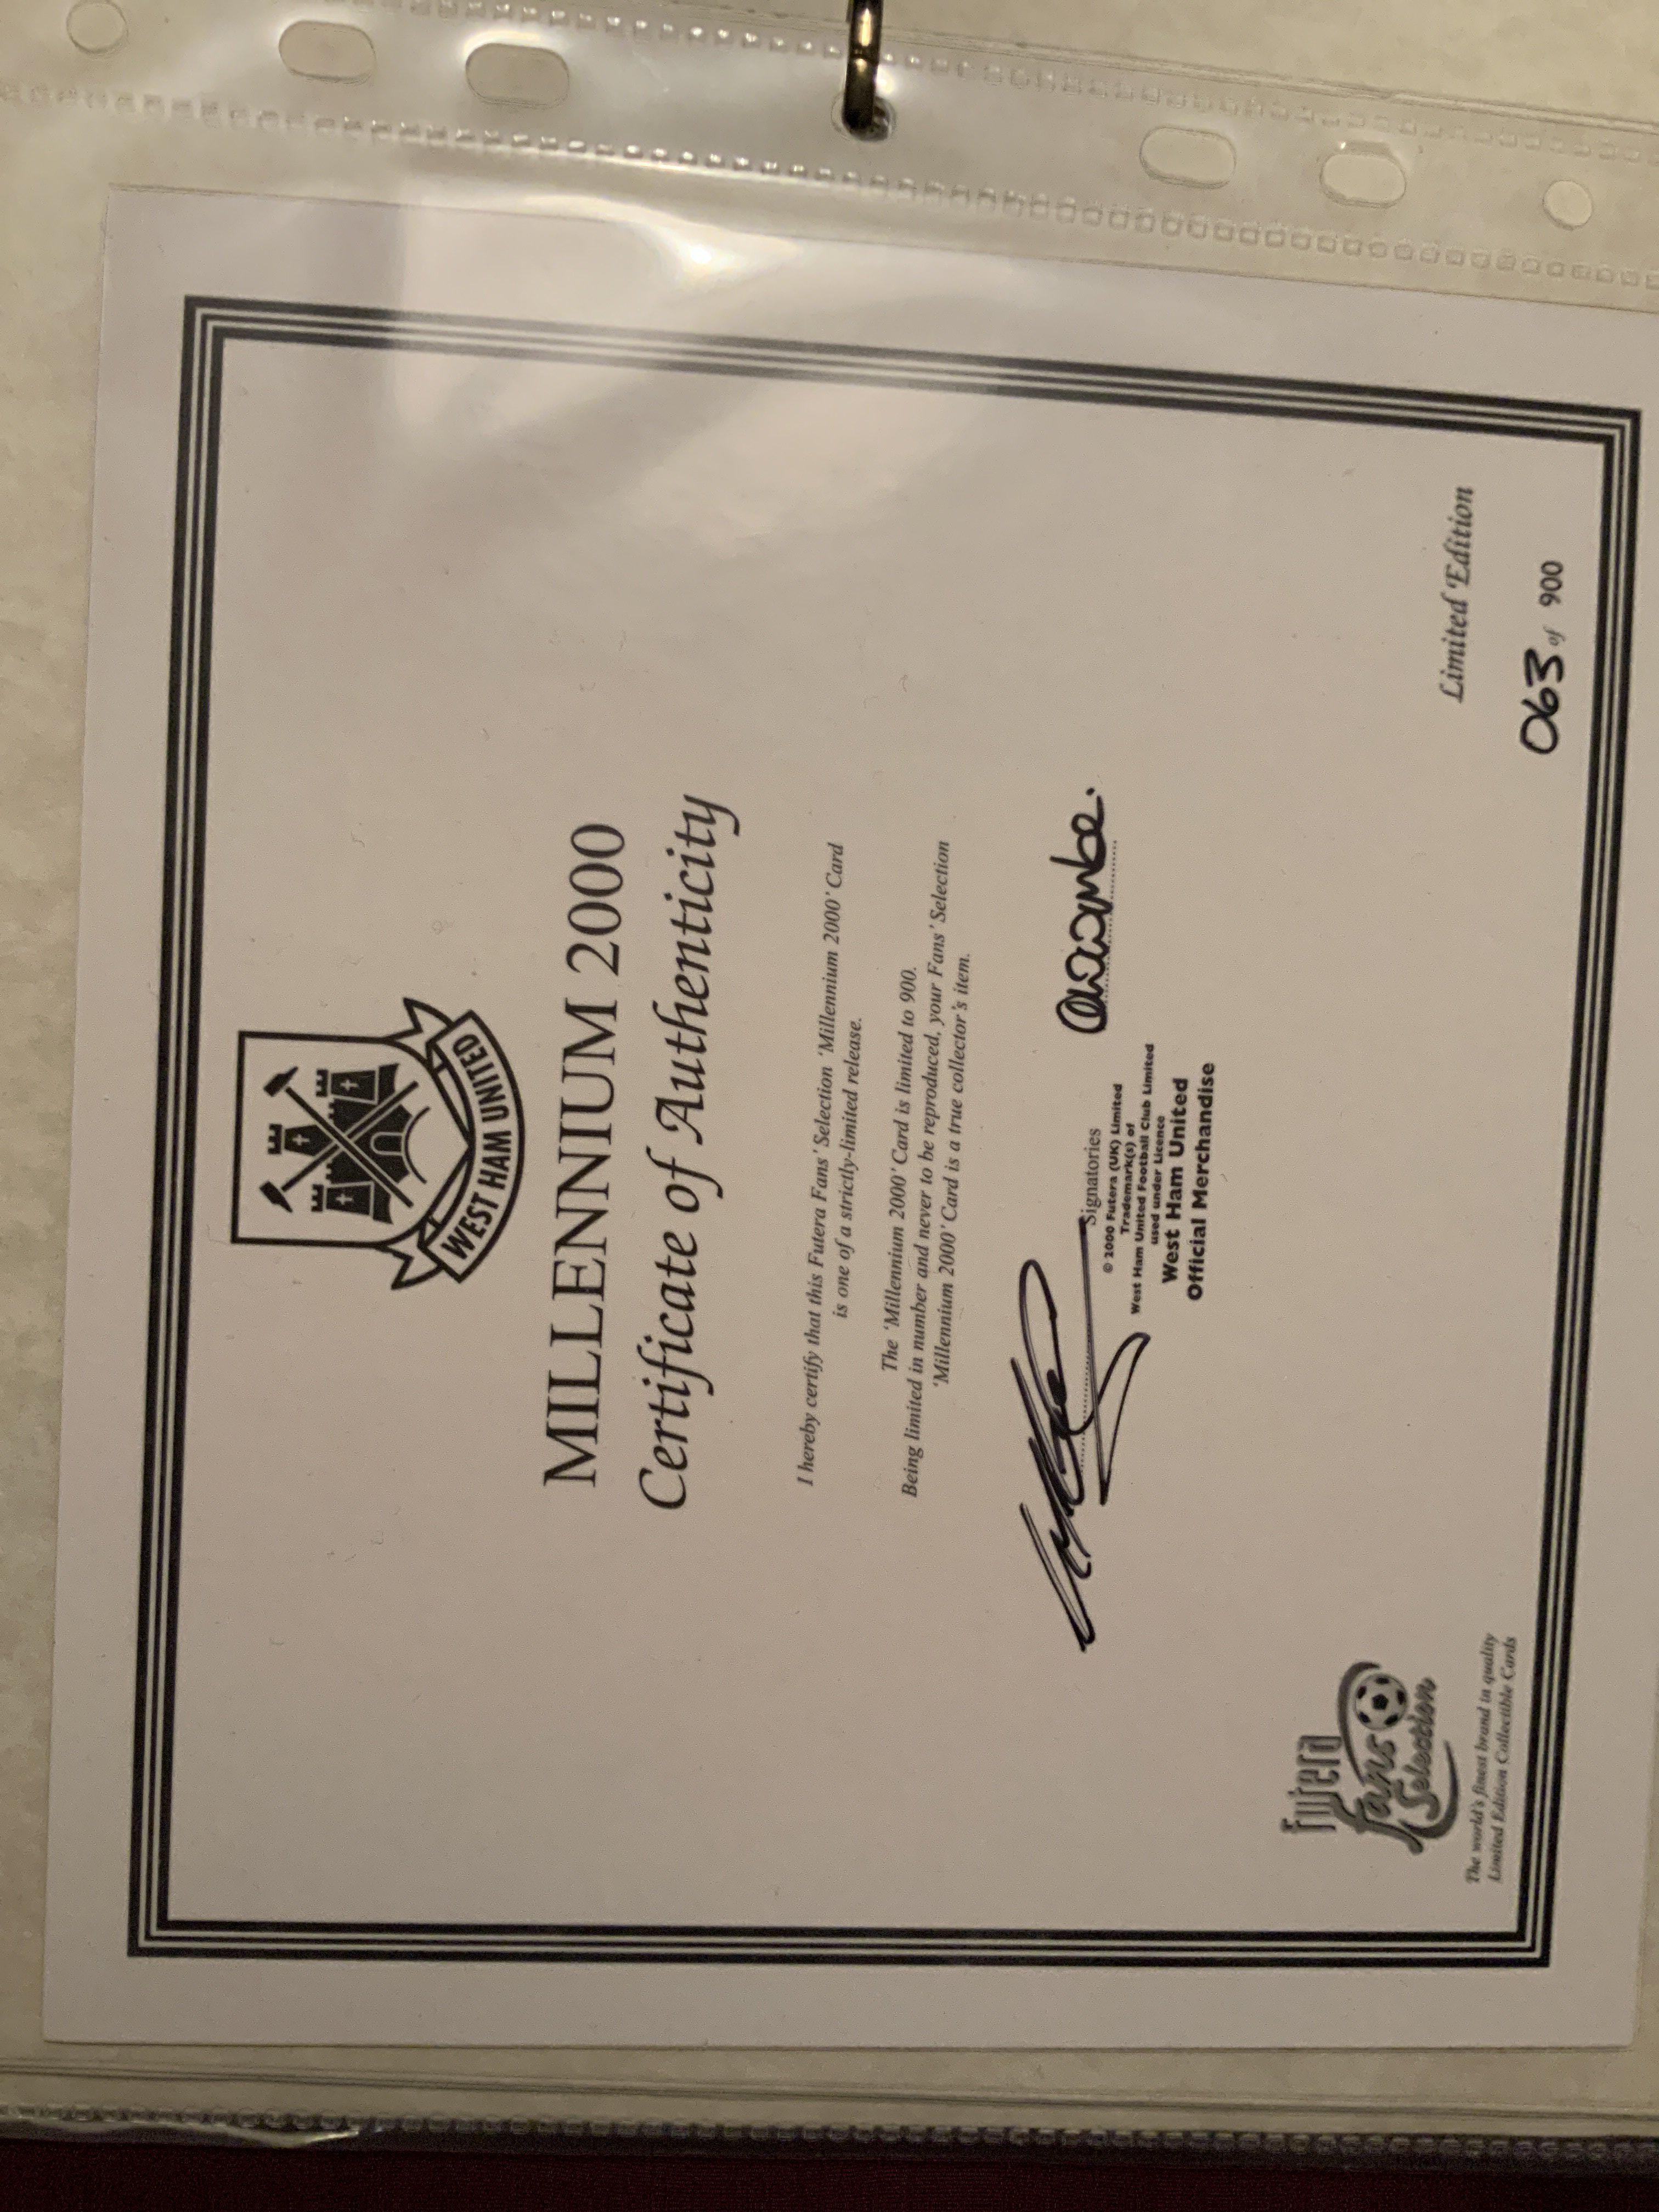 WEST HAM UNITED
MILLENNIUM 2000
Certificate of Authenticity
I hereby certify that this Futera Fans' Selection 'Millennium 2000' Card
is one of a strictly-limited release.
The 'Millennium 2000' Card is limited to 900.
Being limited in number and never to be reproduced, your Fans' Selection
'Millennium 2000' Card is a true collector's item.
Signatories
© 2000 Futera (UK) Limited
Trademark(s) of
West Ham United Football Club Limited
used under Licence
West Ham United
Official Merchandise
Futera
Fans
Selection
The world's finest brand in quality
Limited Edition Collectible Cards
Limited Edition
063 of 900